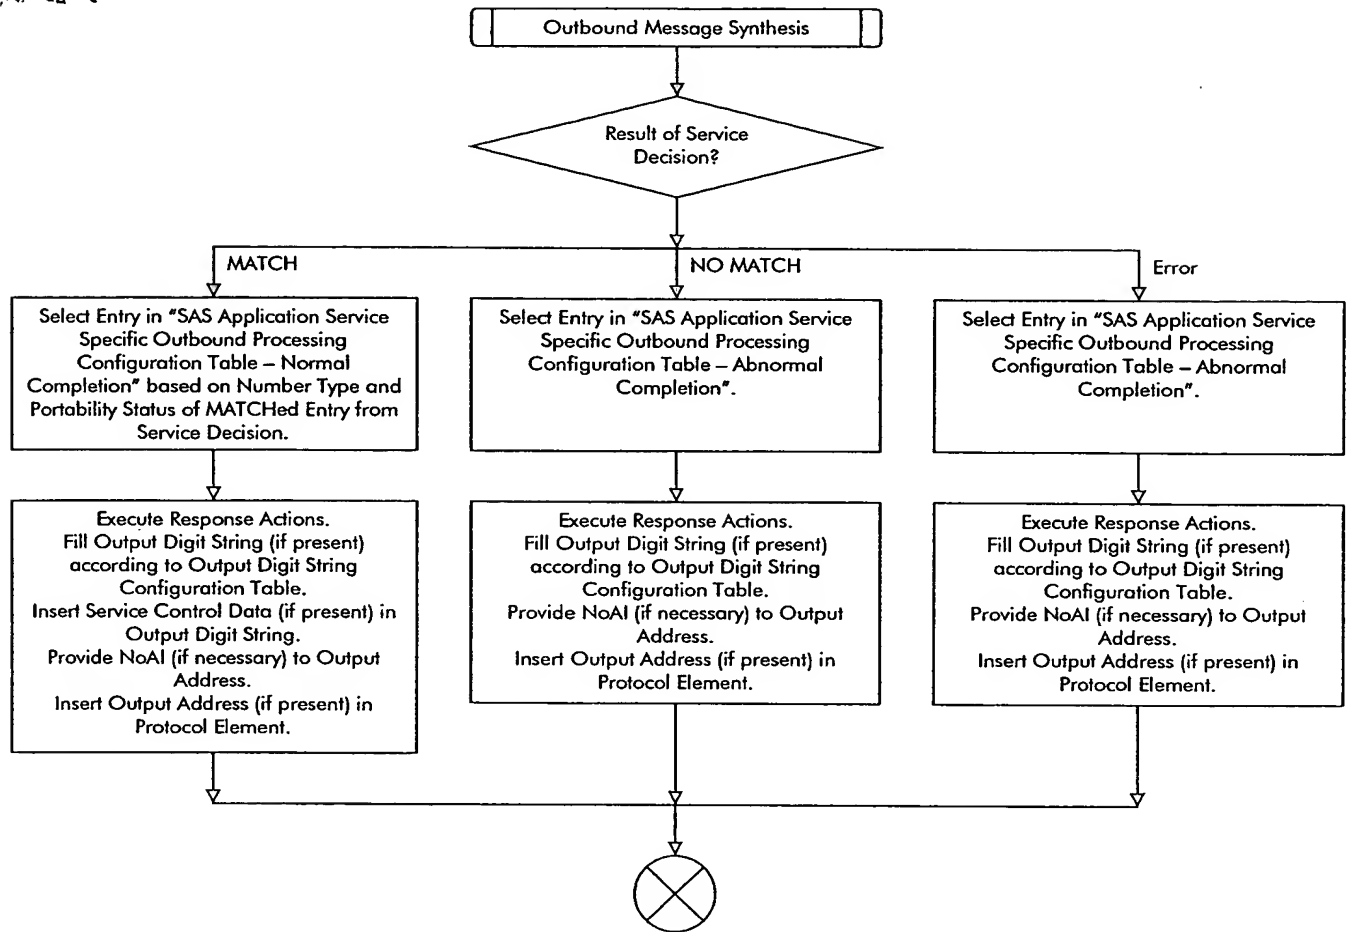 Outbound Message Synthesis
Result of Service
Decision?
MATCH
NO MATCH
Error
Select Entry in "SAS Application Service
Specific Outbound Processing
Configuration Table – Normal
Completion" based on Number Type and
Portability Status of MATCHed Entry from
Service Decision.
Select Entry in "SAS Application Service
Specific Outbound Processing
Configuration Table – Abnormal
Completion".
Select Entry in "SAS Application Service
Specific Outbound Processing
Configuration Table – Abnormal
Completion".
Execute Response Actions.
Fill Output Digit String (if present)
according to Output Digit String
Configuration Table.
Insert Service Control Data (if present) in
Output Digit String.
Provide NoAI (if necessary) to Output
Address.
Insert Output Address (if present) in
Protocol Element.
Execute Response Actions.
Fill Output Digit String (if present)
according to Output Digit String
Configuration Table.
Provide NoAI (if necessary) to Output
Address.
Insert Output Address (if present) in
Protocol Element.
Execute Response Actions.
Fill Output Digit String (if present)
according to Output Digit String
Configuration Table.
Provide NoAI (if necessary) to Output
Address.
Insert Output Address (if present) in
Protocol Element.